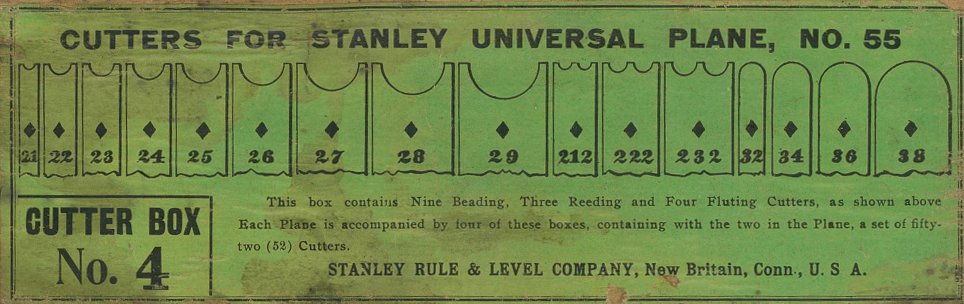 CUTTERS FOR STANLEY UNIVERSAL PLANE, NO. 55
21 22 23 24 25 26 27 28 29 212 222 232 32 34 36 38
This box contains Nine Beading, Three Reeding and Four Fluting Cutters, as shown above
Each Plane is accompanied by four of these boxes, containing with the two in the Plane, a set of fifty-
two (52) Cutters.
STANLEY RULE & LEVEL COMPANY, New Britain, Conn., U. S A.
CUTTER BOX
No. 4